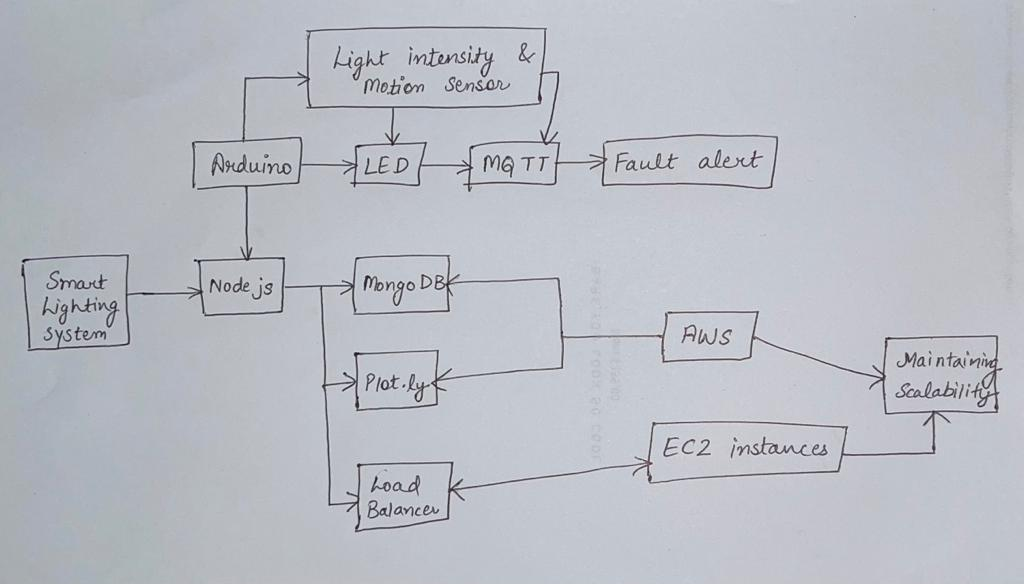 Light intensity &
Motion sensor
Arduino
LED
MQTT
Fault alert
Smart
Lighting
system
Node js
Mongo DB
AWS
Plot.ly
Maintaining
Scalability
EC2 instances
Load
Balancer